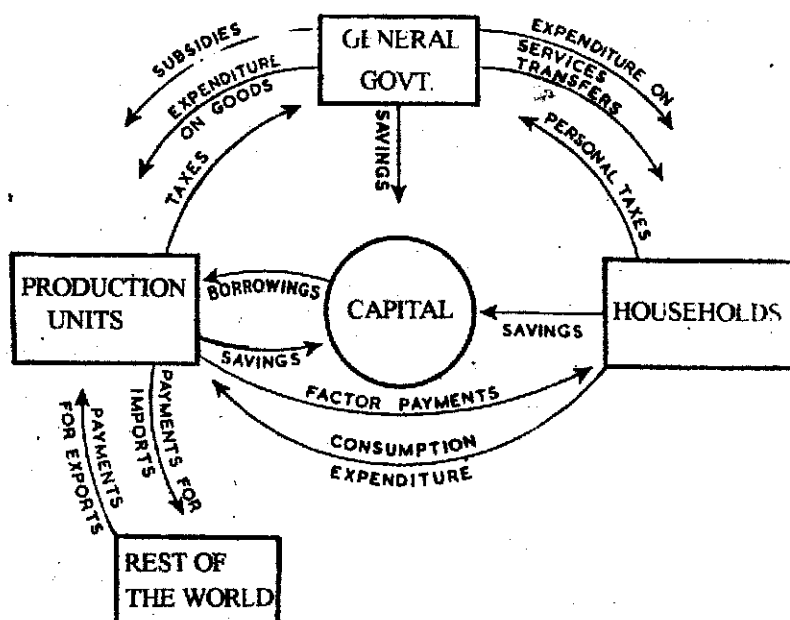 GENERAL
GOVT.
SUBSIDIES
EXPENDITURE
ON GOODS
TAXES
SAVINGS
EXPENDITURE ON
SERVICES
TRANSFERS
PERSONAL TAXES
PRODUCTION
UNITS
BORROWINGS
SAVINGS
CAPITAL
SAVINGS
HOUSEHOLDS
FACTOR PAYMENTS
CONSUMPTION
EXPENDITURE
PAYMENTS FOR
IMPORTS
PAYMENTS
FOR EXPORTS
REST OF
THE WORLD